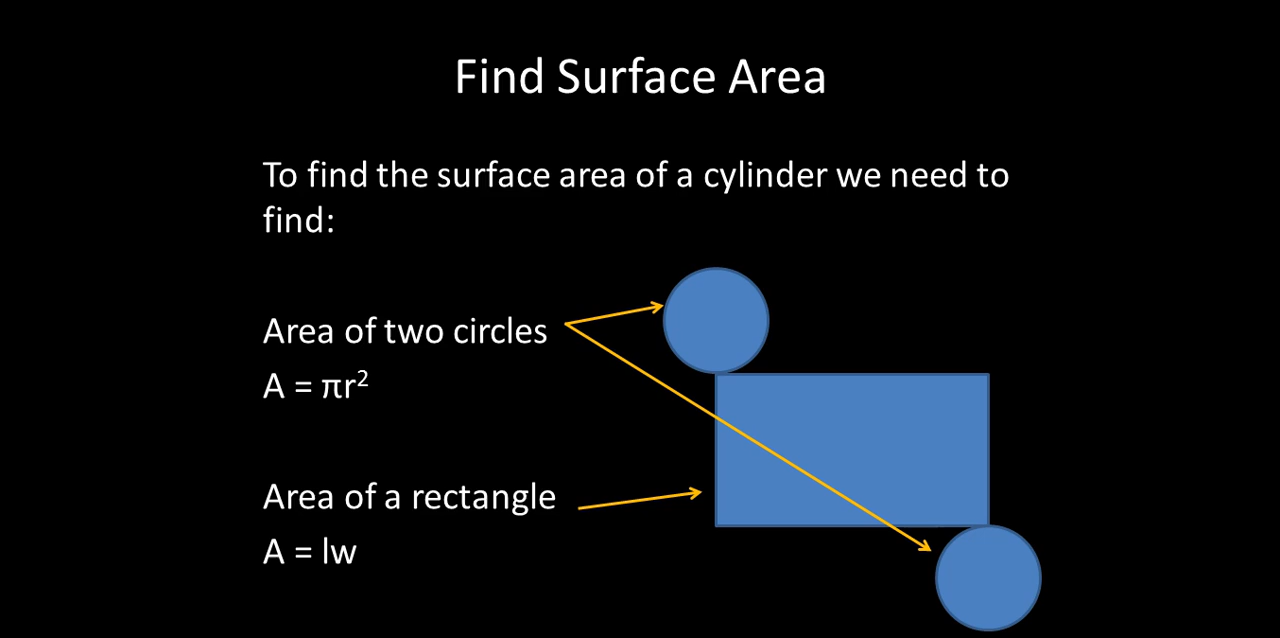 Find Surface Area
To find the surface area of a cylinder we need to
find:
Area of two circles
A = πr²
Area of a rectangle
A = lw